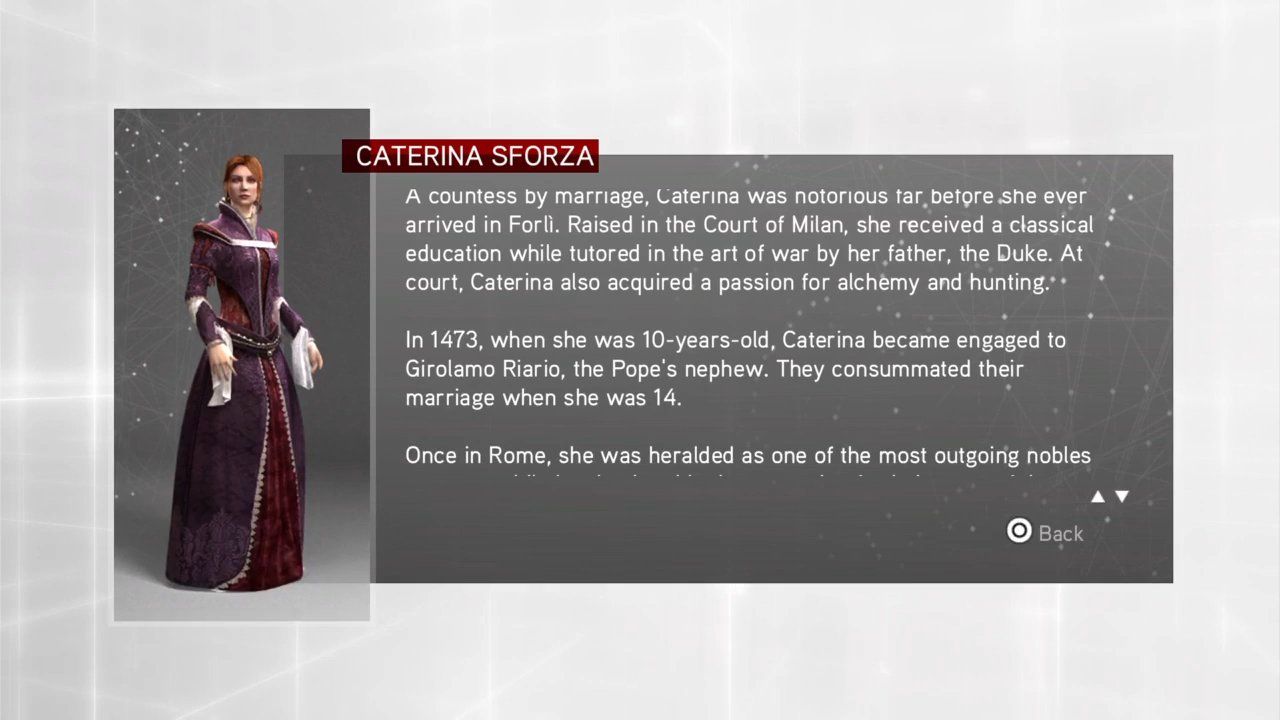 CATERINA SFORZA
A countess by marriage, Caterina was notorious far before she ever
arrived in Forlì. Raised in the Court of Milan, she received a classical
education while tutored in the art of war by her father, the Duke. At
court, Caterina also acquired a passion for alchemy and hunting.
In 1473, when she was 10-years-old, Caterina became engaged to
Girolamo Riario, the Pope's nephew. They consummated their
marriage when she was 14.
Once in Rome, she was heralded as one of the most outgoing nobles
Back